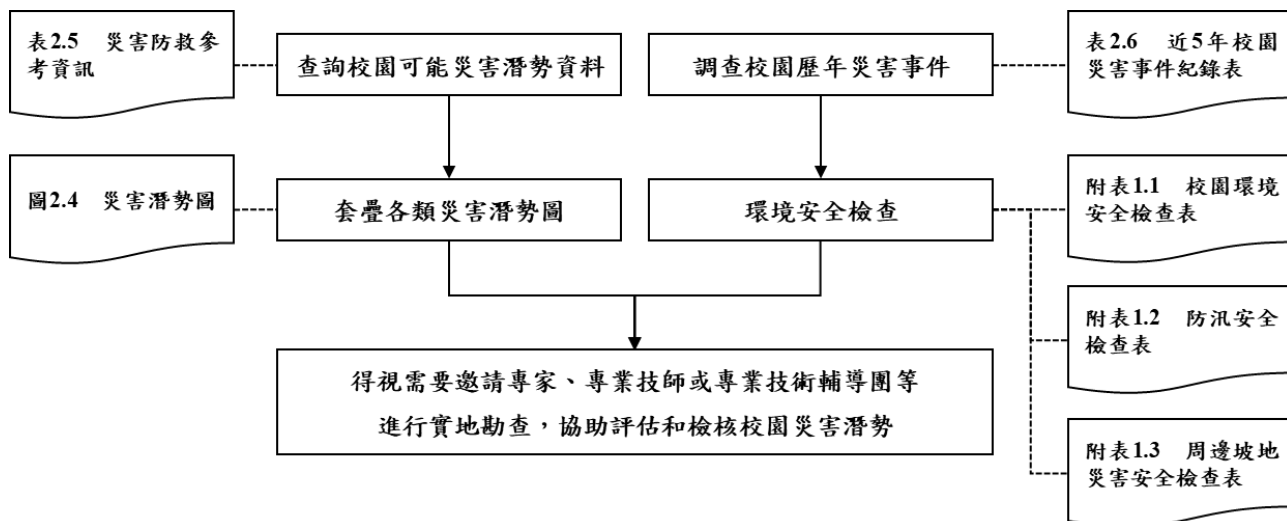 表2.5 災害防救參
考資訊
查詢校園可能災害潛勢資料
調查校園歷年災害事件
表2.6 近5年校園
災害事件紀錄表
圖2.4 災害潛勢圖
套疊各類災害潛勢圖
環境安全檢查
附表1.1 校園環境
安全檢查表
附表1.2 防汛安全
檢查表
得視需要邀請專家、專業技師或專業技術輔導團等
進行實地勘查，協助評估和檢核校園災害潛勢
附表1.3 周邊坡地
災害安全檢查表